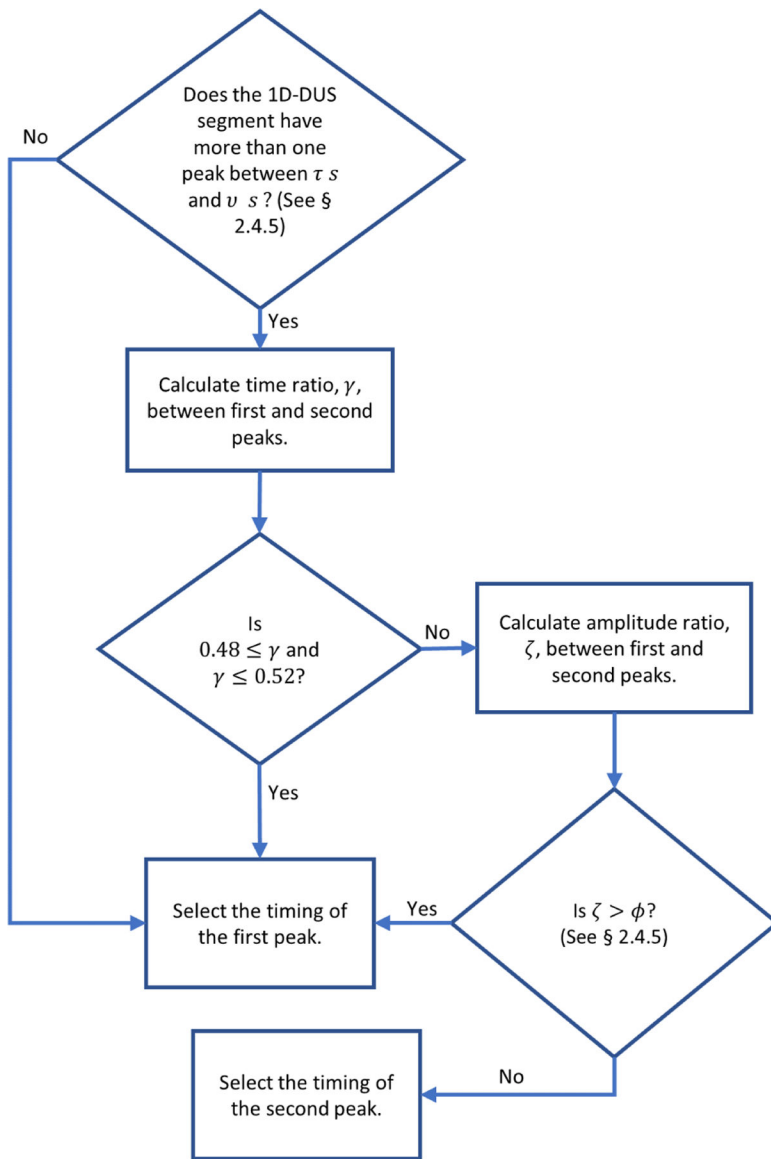 Does the 1D-DUS
segment have
more than one
peak between τ s
and υ s ? (See §
2.4.5)
No
Yes
Calculate time ratio, γ,
between first and second
peaks.
Is
0.48 ≤ γ and
γ ≤ 0.52?
No
Calculate amplitude ratio,
ζ, between first and
second peaks.
Yes
Select the timing of
the first peak.
Yes
Is ζ > ϕ?
(See § 2.4.5)
No
Select the timing of
the second peak.